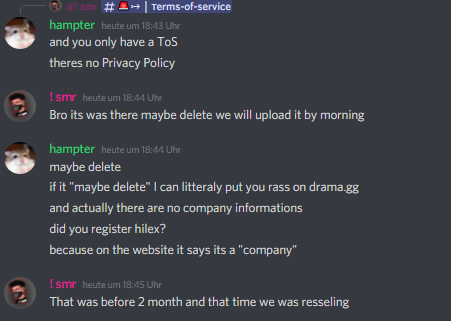 @! smr # 🚨↣ | Terms-of-service
hampter heute um 18:43 Uhr
and you only have a ToS
theres no Privacy Policy
! smr heute um 18:44 Uhr
Bro its was there maybe delete we will upload it by morning
hampter heute um 18:44 Uhr
maybe delete
if it "maybe delete" I can litteraly put you rass on drama.gg
and actually there are no company informations
did you register hilex?
because on the website it says its a "company"
! smr heute um 18:45 Uhr
That was before 2 month and that time we was resseling